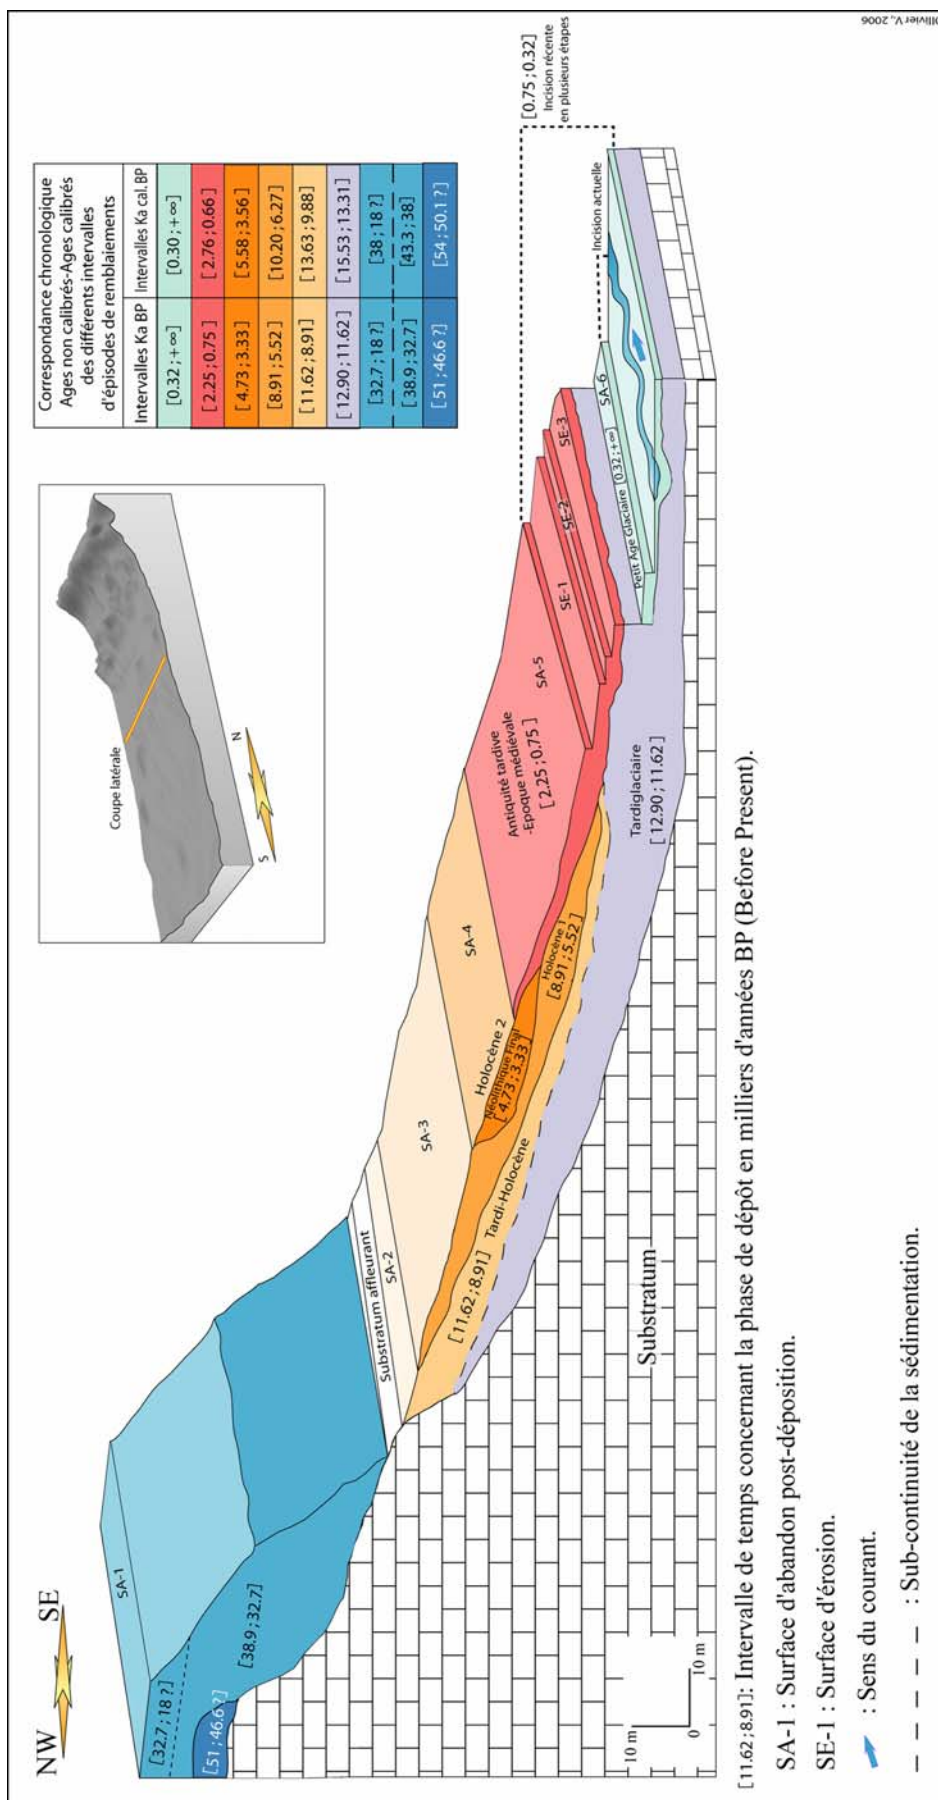 Ollivier V., 2006
Correspondance chronologique
Ages non calibrés-Ages calibrés
des différents intervalles
d'épisodes de remblaiement
Intervalles Ka BP Intervalles Ka cal. BP
[0.32 ; +∞] [0.30 ; +∞]
[2.25 ; 0.75] [2.76 ; 0.66]
[4.73 ; 3.33] [5.58 ; 3.56]
[8.91 ; 5.52] [10.20 ; 6.27]
[11.62 ; 8.91] [13.63 ; 9.88]
[12.90 ; 11.62] [15.53 ; 13.31]
[32.7 ; 18 ?] [38 ; 18 ?]
[38.9 ; 32.7] [43.3 ; 38]
[51 ; 46.6 ?] [54 ; 50.1 ?]
Coupe latérale
S
N
NW
SE
[0.75 ; 0.32]
Incision récente
en plusieurs étapes
Incision actuelle
SA-1
[32.7 ; 18 ?]
[38.9 ; 32.7]
[51 ; 46.6 ?]
Substratum affleurant
SA-2
SA-3
SA-4
Holocène 2
Néolithique Final
[4.73 ; 3.33]
Holocène 1
[8.91 ; 5.52]
Tardi-Holocène
[11.62 ; 8.91]
SA-5
Antiquité tardive
-Epoque médiévale
[2.25 ; 0.75]
SE-1
SE-2
SE-3
SA-6
Petit Age Glaciaire [0.32 ; +∞]
Tardiglaciaire
[12.90 ; 11.62]
Substratum
10 m
0
10 m
[11.62 ; 8.91]: Intervalle de temps concernant la phase de dépôt en milliers d'années BP (Before Present).
SA-1 : Surface d'abandon post-déposition.
SE-1 : Surface d'érosion.
: Sens du courant.
: Sub-continuité de la sédimentation.